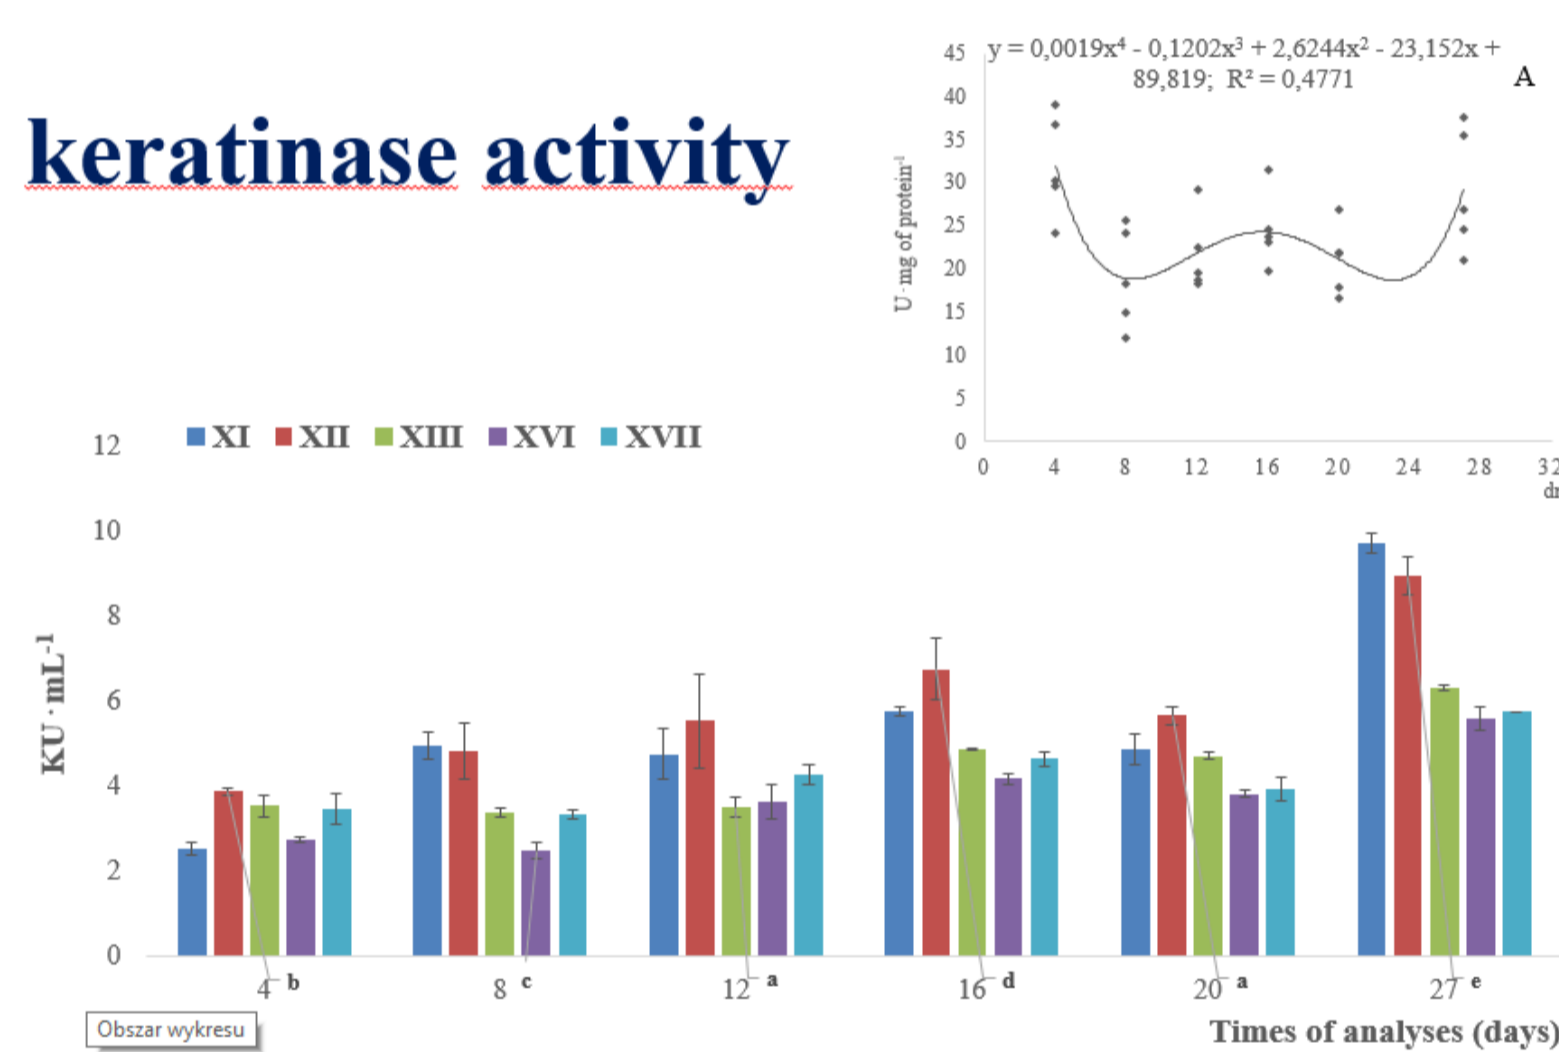 keratinase activity
y = 0,0019x⁴ - 0,1202x³ + 2,6244x² - 23,152x +
89,819;  R² = 0,4771
A
U·mg of protein⁻¹
45
40
35
30
25
20
15
10
5
0
0 4 8 12 16 20 24 28 32
XI XII XIII XVI XVII
KU·mL⁻¹
12
10
8
6
4
2
0
4 b 8 c 12 a 16 d 20 a 27 e
Times of analyses (days)
Obszar wykresu